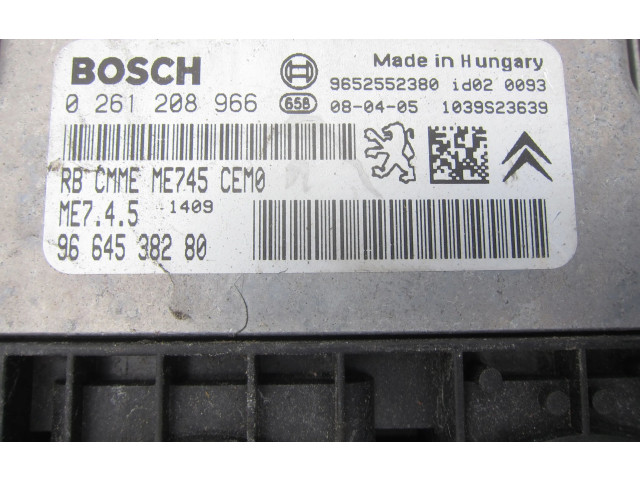 BOSCH
Made in Hungary
9652552380 id02 0093
0 261 208 966 658 08-04-05 1039S23639
RB CMME ME745 CEM0
ME7.4.5 1409
96 645 382 80